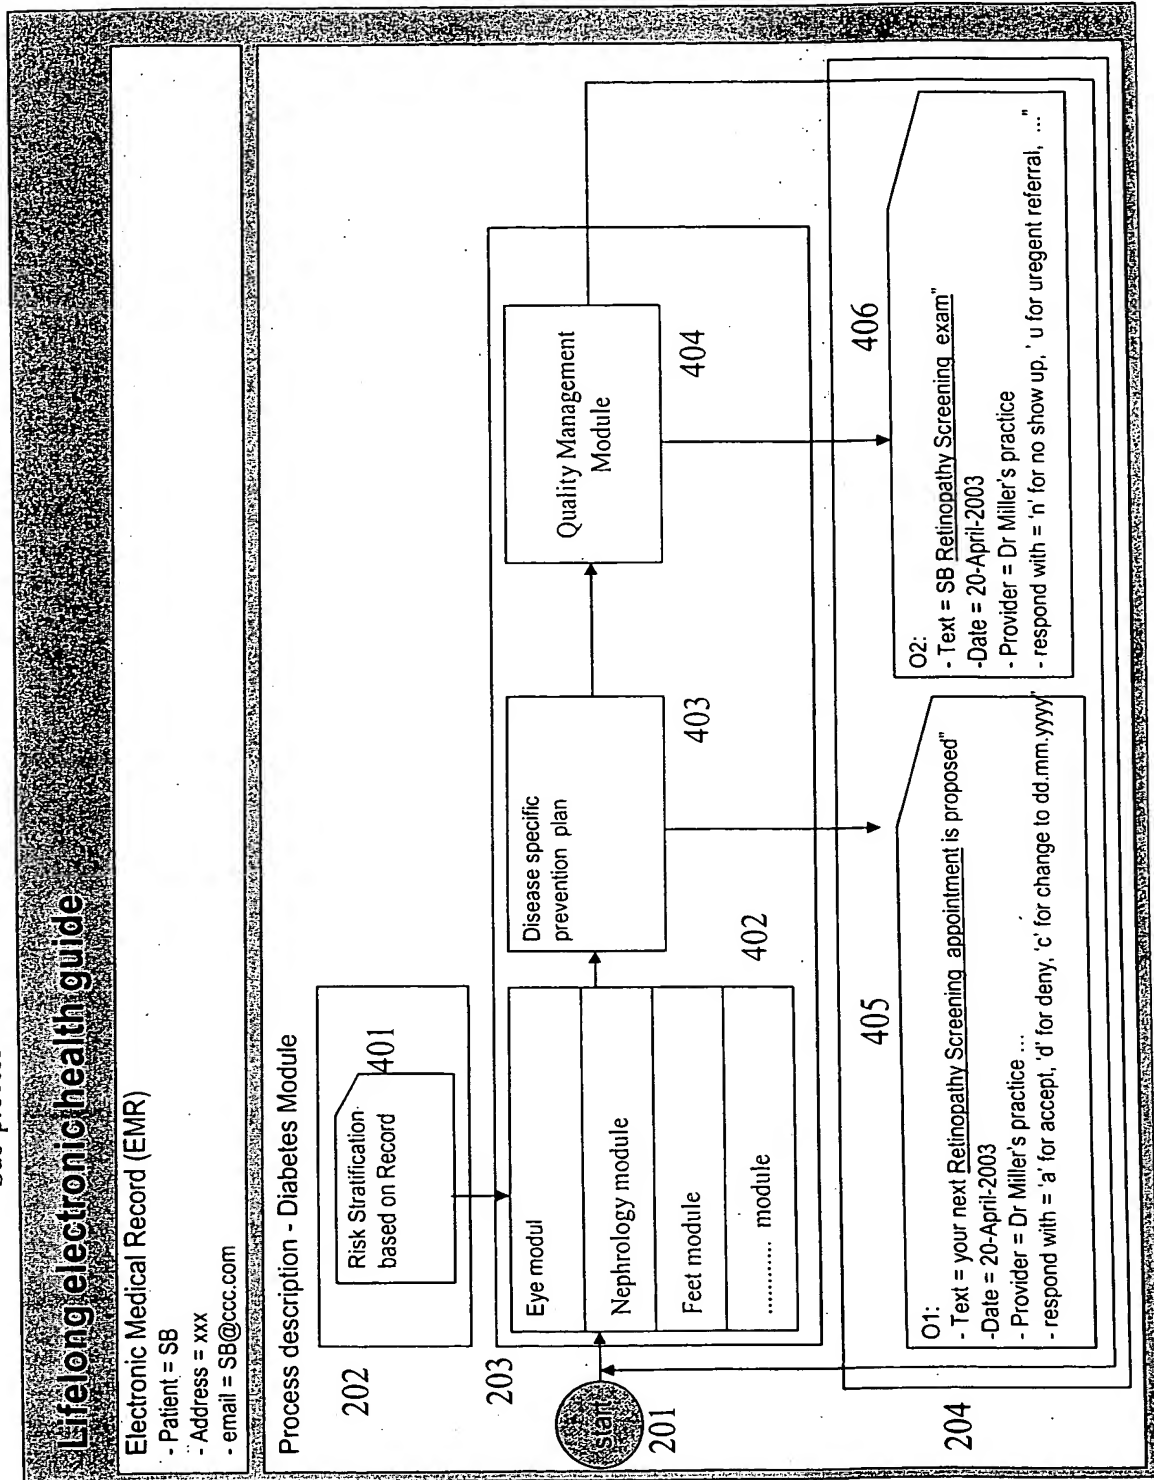 Lifelong electronic health guide
Electronic Medical Record (EMR)
- Patient = SB
- Address = xxx
- email = SB@ccc.com
Process description - Diabetes Module
202
Risk Stratification
based on Record
401
203
Eye modul
Nephrology module
Feet module
............ module
402
start
201
Disease specific
prevention plan
403
Quality Management
Module
404
204
405
O1:
- Text = your next Retinopathy Screening appointment is proposed"
-Date = 20-April-2003
- Provider = Dr Miller's practice ...
- respond with = 'a' for accept, 'd' for deny, 'c' for change to dd.mm.yyyy"
406
O2:
- Text = SB Retinopathy Screening exam"
-Date = 20-April-2003
- Provider = Dr Miller's practice
- respond with = 'n' for no show up, ' u for uregent referral, ..."